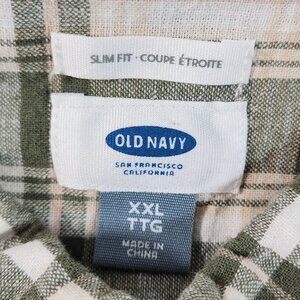 SLIM FIT · COUPE ÉTROITE
OLD NAVY
SAN FRANCISCO
CALIFORNIA
XXL
TTG
MADE IN
CHINA